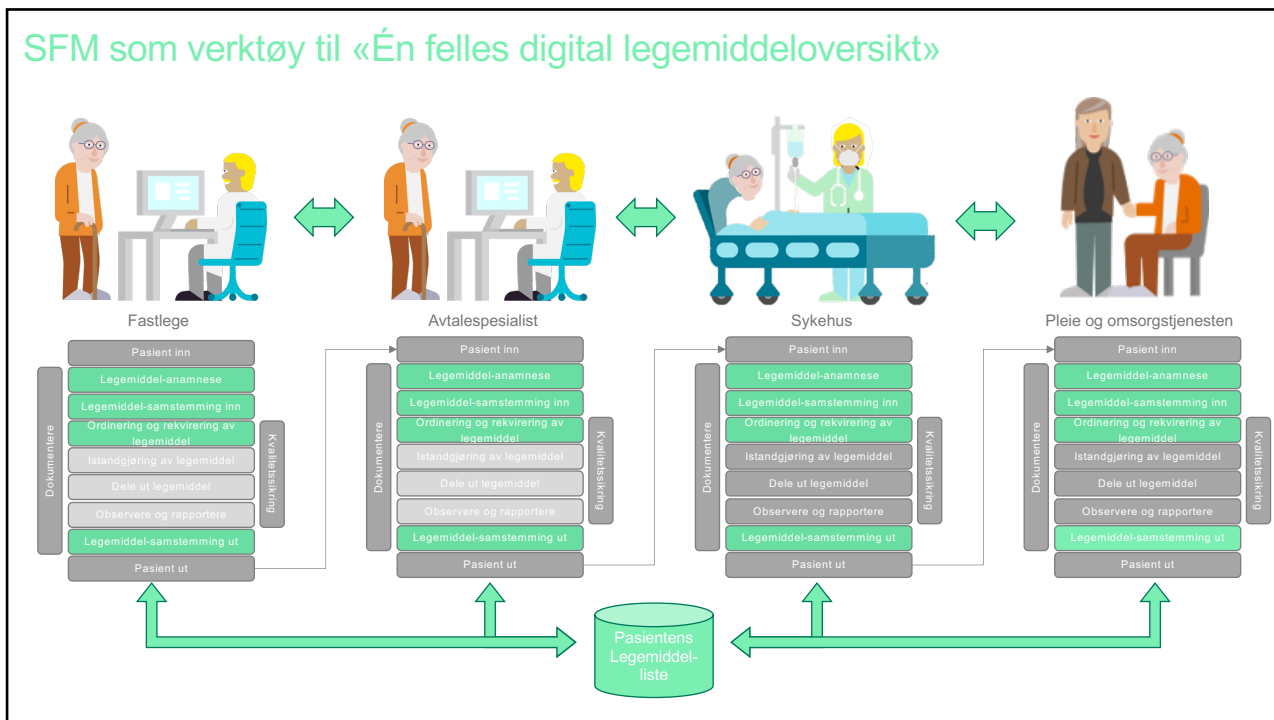 SFM som verktøy til «Én felles digital legemiddeloversikt»
Fastlege
Pasient inn
Legemiddel-anamnese
Legemiddel-samstemming inn
Ordinering og rekvirering av
legemiddel
Istandgjøring av legemiddel
Dele ut legemiddel
Observere og rapportere
Legemiddel-samstemming ut
Pasient ut
Dokumentere
Kvalitetssikring
Avtalespesialist
Pasient inn
Legemiddel-anamnese
Legemiddel-samstemming inn
Ordinering og rekvirering av
legemiddel
Istandgjøring av legemiddel
Dele ut legemiddel
Observere og rapportere
Legemiddel-samstemming ut
Pasient ut
Dokumentere
Kvalitetssikring
Sykehus
Pasient inn
Legemiddel-anamnese
Legemiddel-samstemming inn
Ordinering og rekvirering av
legemiddel
Istandgjøring av legemiddel
Dele ut legemiddel
Observere og rapportere
Legemiddel-samstemming ut
Pasient ut
Dokumentere
Kvalitetssikring
Pleie og omsorgstjenesten
Pasient inn
Legemiddel-anamnese
Legemiddel-samstemming inn
Ordinering og rekvirering av
legemiddel
Istandgjøring av legemiddel
Dele ut legemiddel
Observere og rapportere
Legemiddel-samstemming ut
Pasient ut
Dokumentere
Kvalitetssikring
Pasientens
Legemiddel-
liste